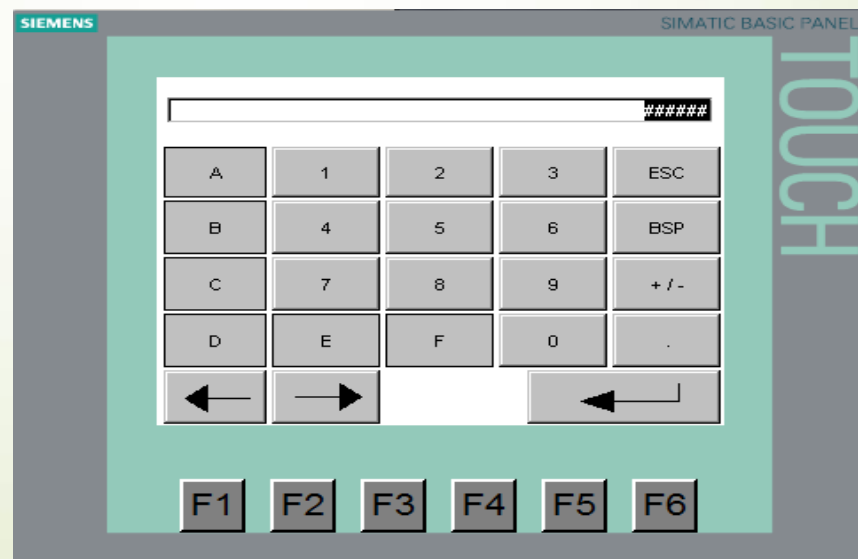 SIEMENS SIMATIC BASIC PANEL
TOUCH
######
A 1 2 3 ESC
B 4 5 6 BSP
C 7 8 9 + / -
D E F 0 .
F1 F2 F3 F4 F5 F6